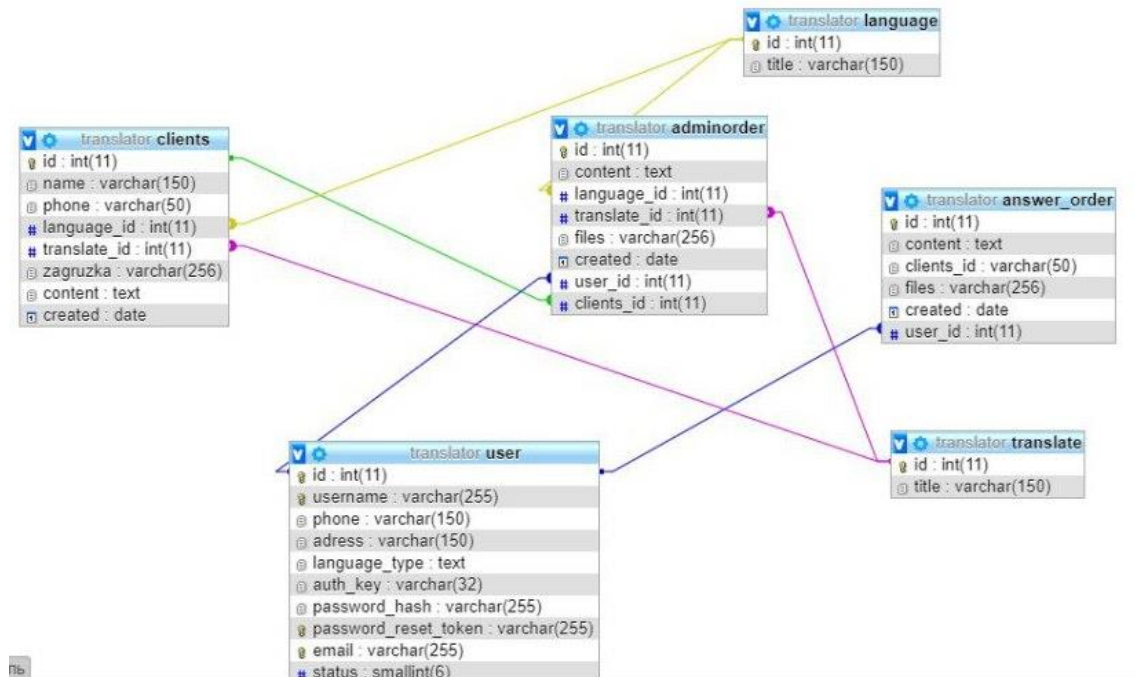 translator language
id : int(11)
title : varchar(150)
translator clients
id : int(11)
name : varchar(150)
phone : varchar(50)
language_id : int(11)
translate_id : int(11)
zagruzka : varchar(256)
content : text
created : date
translator adminorder
id : int(11)
content : text
language_id : int(11)
translate_id : int(11)
files : varchar(256)
created : date
user_id : int(11)
clients_id : int(11)
translator answer_order
id : int(11)
content : text
clients_id : varchar(50)
files : varchar(256)
created : date
user_id : int(11)
translator user
id : int(11)
username : varchar(255)
phone : varchar(150)
adress : varchar(150)
language_type : text
auth_key : varchar(32)
password_hash : varchar(255)
password_reset_token : varchar(255)
email : varchar(255)
status : smallint(6)
translator translate
id : int(11)
title : varchar(150)
ль